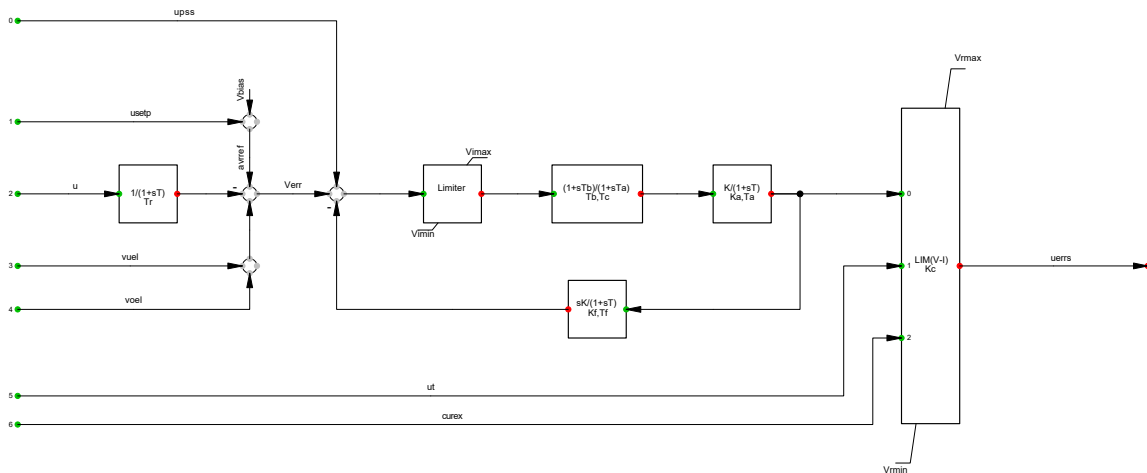 0
upss
Vrmax
Vbias
1
usetp
avrref
Vimax
2
u
1/(1+sT)
Tr
-
Verr
-
Limiter
(1+sTb)/(1+sTa)
Tb,Tc
K/(1+sT)
Ka,Ta
0
Vimin
3
vuel
1
LIM(V-I)
Kc
uerrs
4
voel
sK/(1+sT)
Kf,Tf
2
5
ut
6
curex
Vrmin